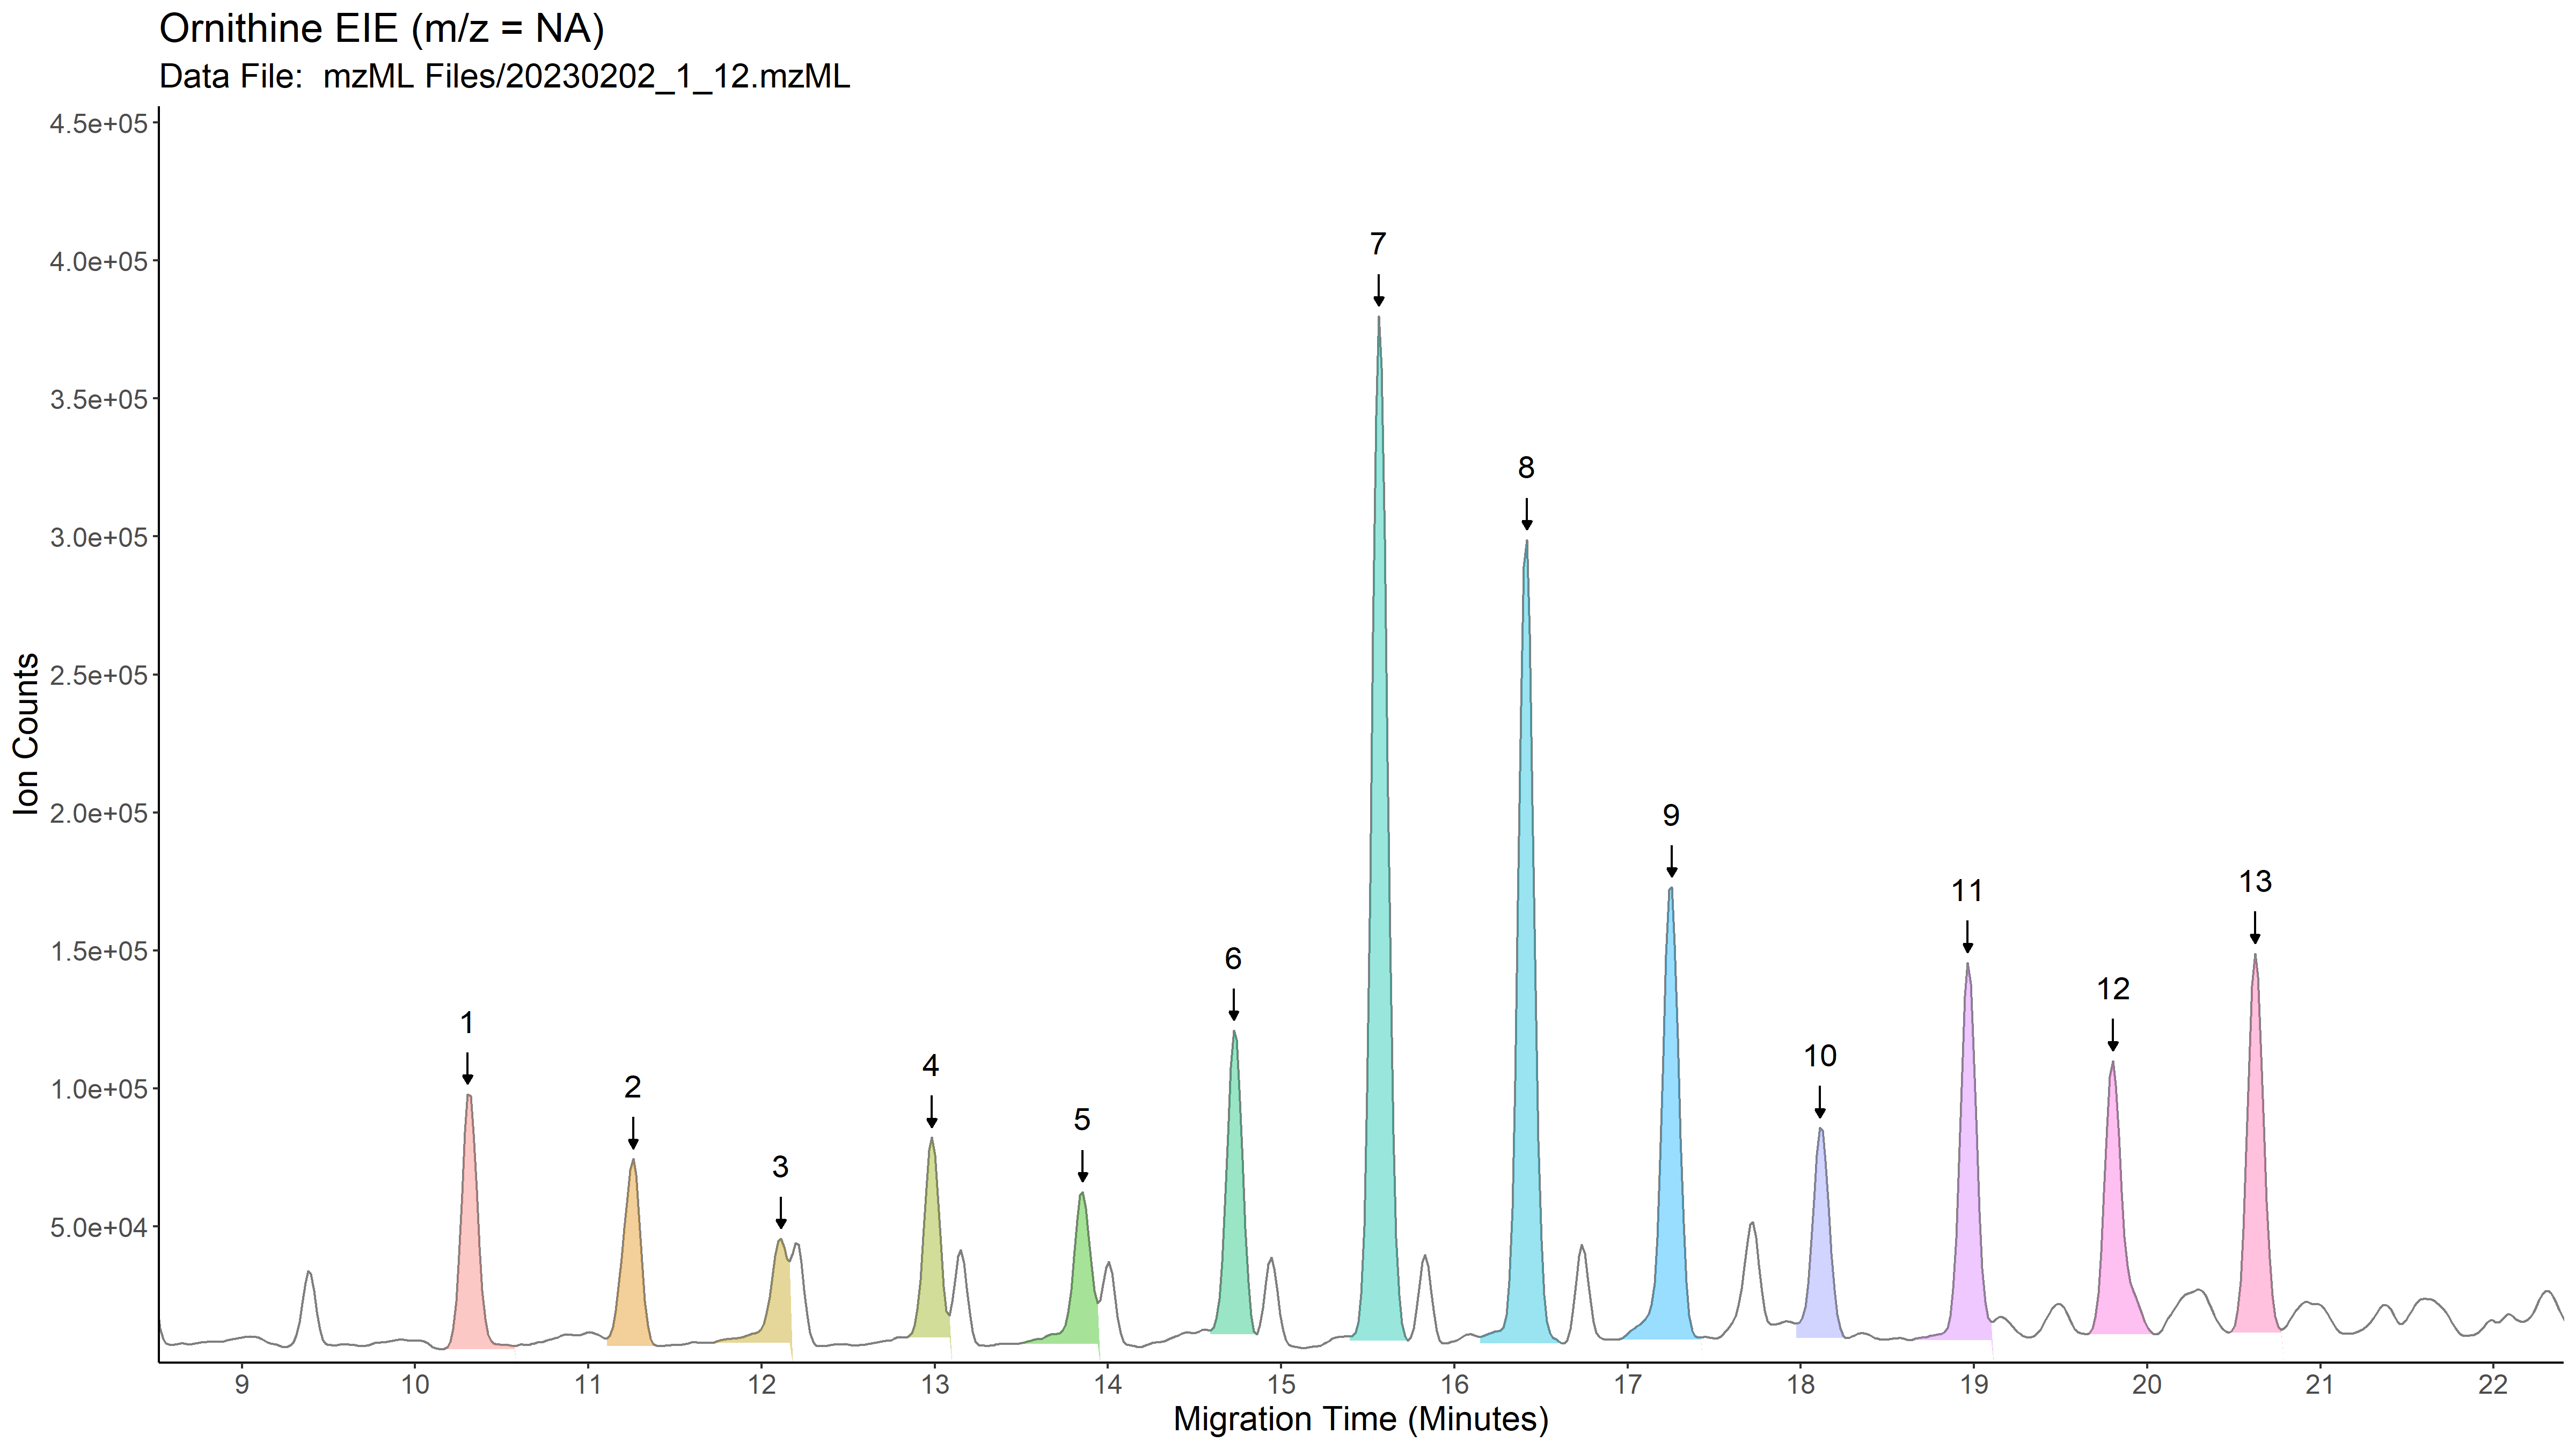 Ornithine EIE (m/z = NA)
Data File:  mzML Files/20230202_1_12.mzML
4.5e+05
4.0e+05
3.5e+05
3.0e+05
2.5e+05
2.0e+05
1.5e+05
1.0e+05
5.0e+04
Ion Counts
1
2
3
4
5
6
7
8
9
10
11
12
13
9 10 11 12 13 14 15 16 17 18 19 20 21 22
Migration Time (Minutes)